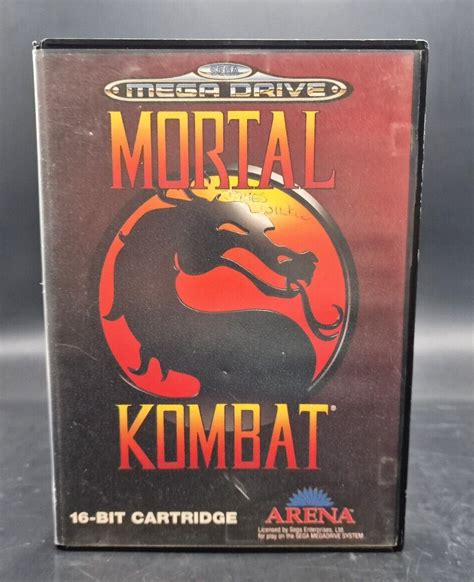 SEGA
MEGA DRIVE
MORTAL
KOMBAT®
16-BIT CARTRIDGE
ARENA
Licensed by Sega Enterprises, Ltd.
for play on the SEGA MEGADRIVE SYSTEM.